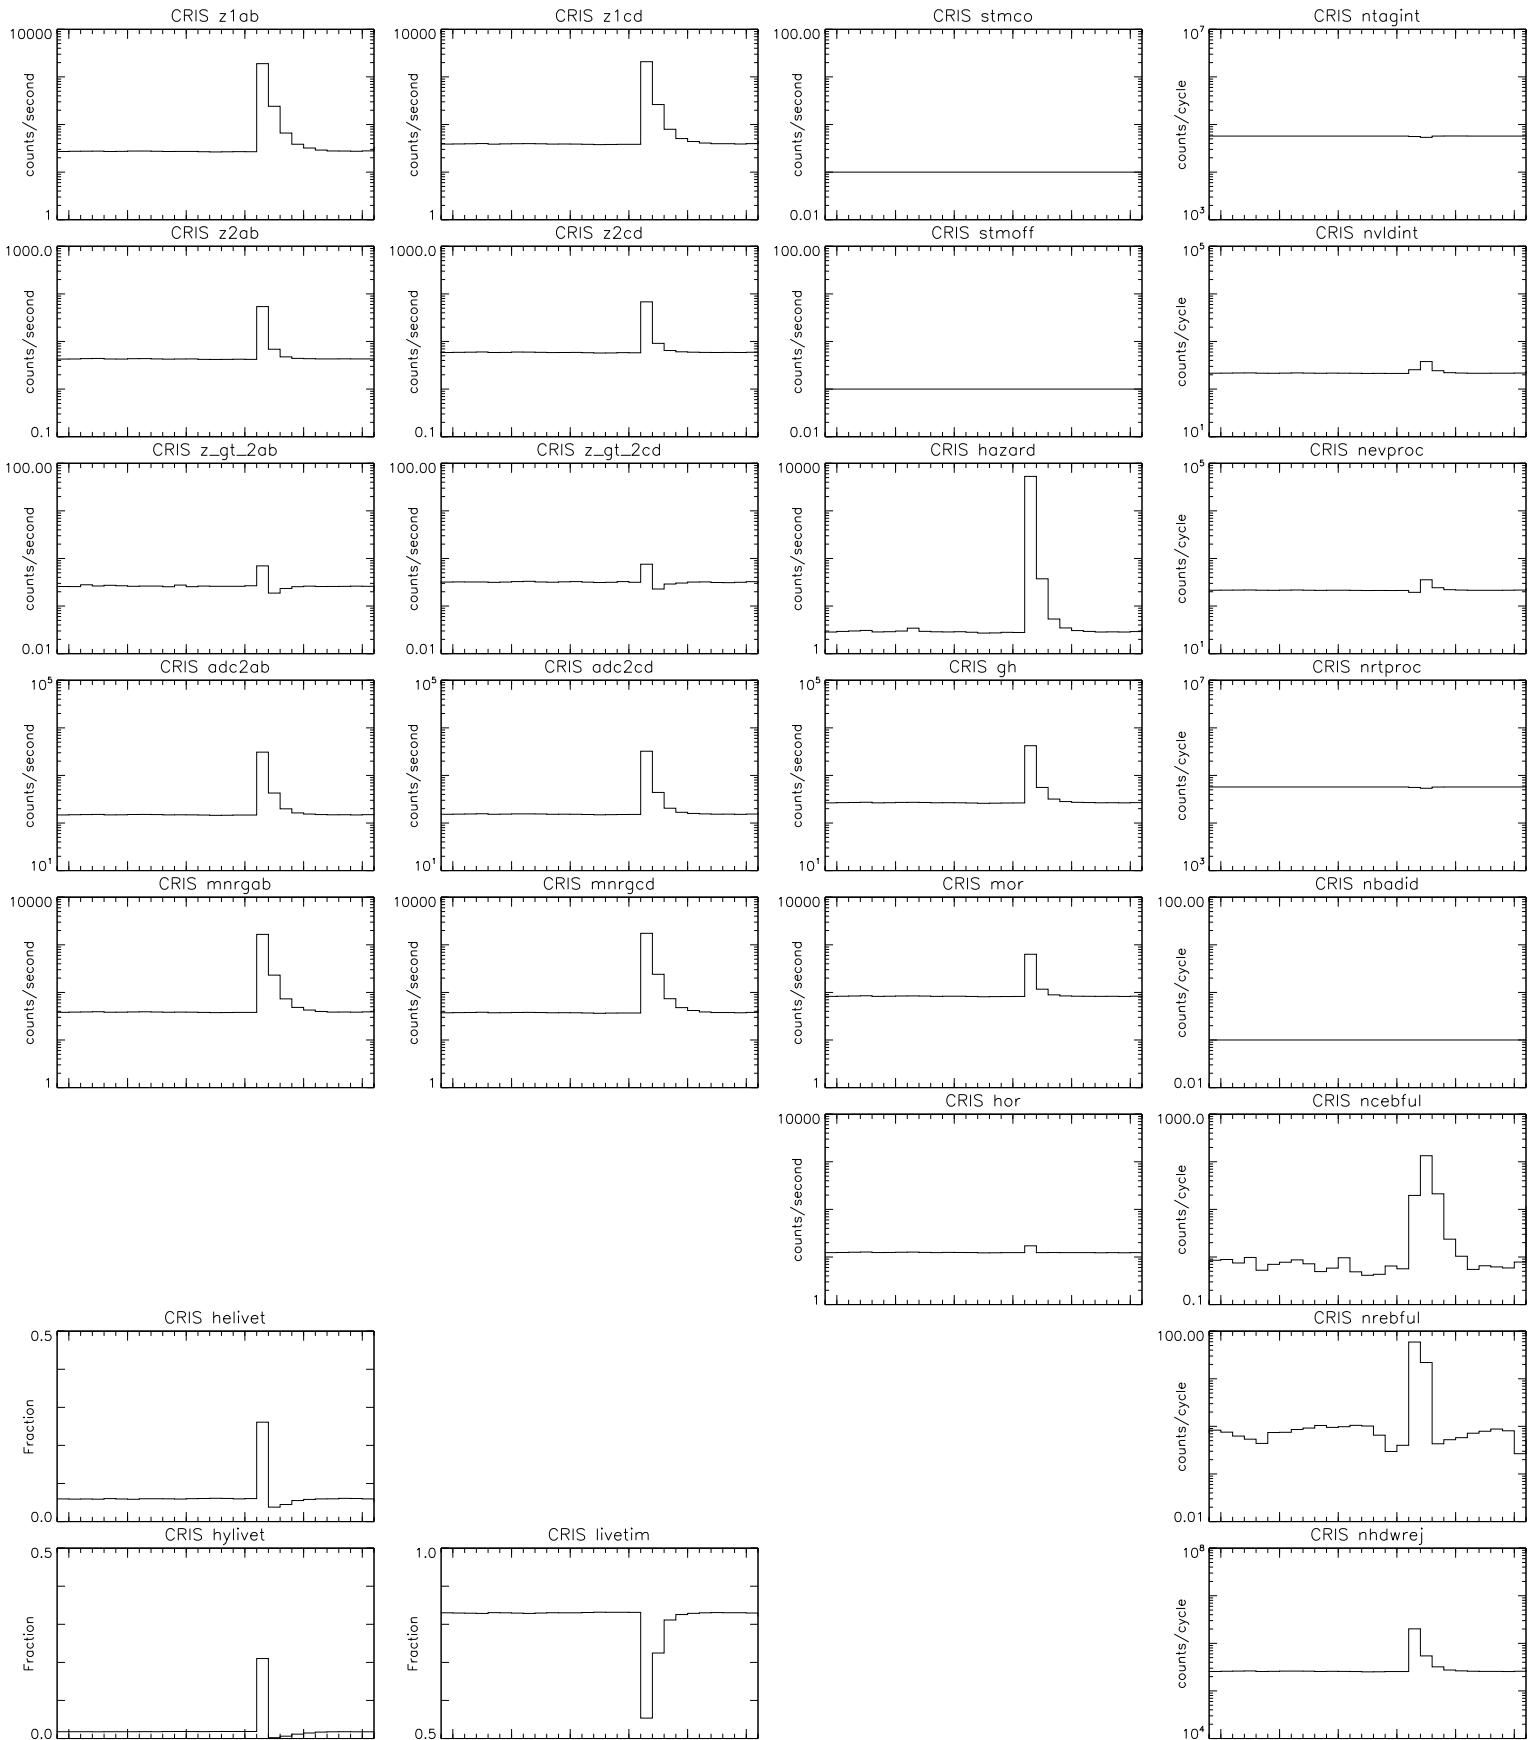 CRIS z1ab
10000
counts/second
1
CRIS z1cd
10000
counts/second
1
CRIS stmco
100.00
counts/second
0.01
CRIS ntagint
10^7
counts/cycle
10^3
CRIS z2ab
1000.0
counts/second
0.1
CRIS z2cd
1000.0
counts/second
0.1
CRIS stmoff
100.00
counts/second
0.01
CRIS nvldint
10^5
counts/cycle
10^1
CRIS z_gt_2ab
100.00
counts/second
0.01
CRIS z_gt_2cd
100.00
counts/second
0.01
CRIS hazard
10000
counts/second
1
CRIS nevproc
10^5
counts/cycle
10^1
CRIS adc2ab
10^5
counts/second
10^1
CRIS adc2cd
10^5
counts/second
10^1
CRIS gh
10^5
counts/second
10^1
CRIS nrtproc
10^7
counts/cycle
10^3
CRIS mnrgab
10000
counts/second
1
CRIS mnrgcd
10000
counts/second
1
CRIS mor
10000
counts/second
1
CRIS nbadid
100.00
counts/cycle
0.01
CRIS hor
10000
counts/second
1
CRIS ncebful
1000.0
counts/cycle
0.1
CRIS helivet
0.5
Fraction
0.0
CRIS nrebful
100.00
counts/cycle
0.01
CRIS hylivet
0.5
Fraction
0.0
CRIS livetim
1.0
Fraction
0.5
CRIS nhdwrej
10^8
counts/cycle
10^4